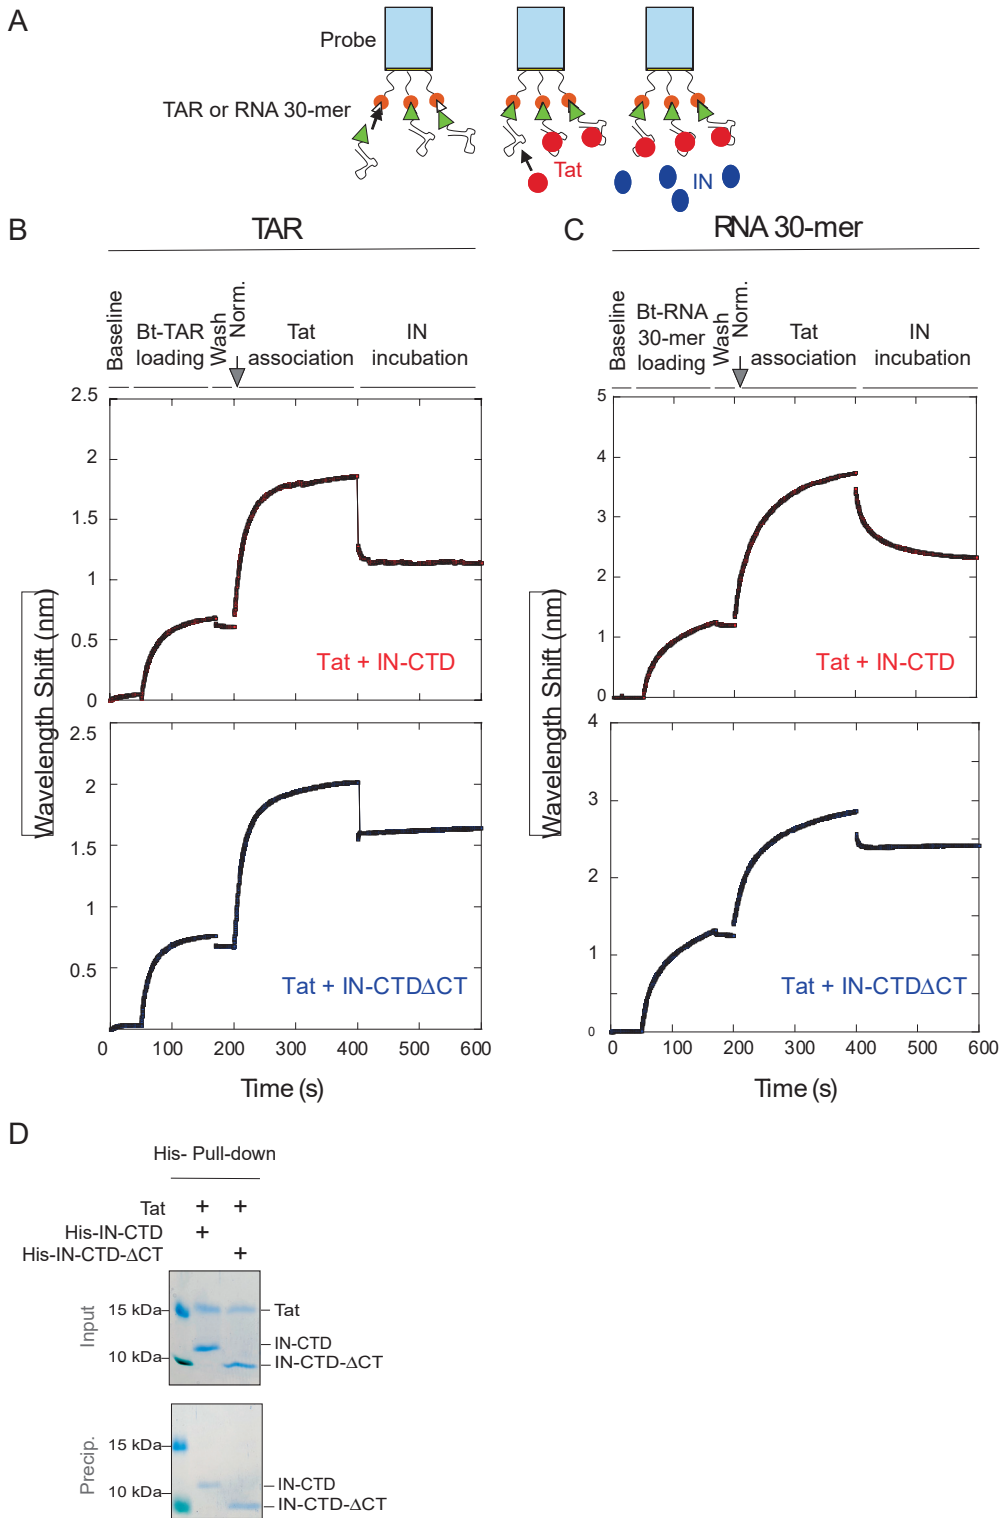 A
Probe
TAR or RNA 30-mer
Tat
IN
B
TAR
Baseline
Bt-TAR
loading
Wash
Norm.
Tat
association
IN
incubation
2.5
2
1.5
1
0.5
0
Wavelength Shift (nm)
Tat + IN-CTD
2.5
2
1.5
1
0.5
0
Tat + IN-CTDΔCT
0 100 200 300 400 500 600
Time (s)
C
RNA 30-mer
Baseline
Bt-RNA
30-mer
loading
Wash
Norm.
Tat
association
IN
incubation
5
4
3
2
1
0
Wavelength Shift (nm)
Tat + IN-CTD
4
3
2
1
0
Tat + IN-CTDΔCT
0 100 200 300 400 500 600
Time (s)
D
His- Pull-down
Tat + +
His-IN-CTD +
His-IN-CTD-ΔCT +
Input
15 kDa
10 kDa
Tat
IN-CTD
IN-CTD-ΔCT
Precip.
15 kDa
10 kDa
IN-CTD
IN-CTD-ΔCT